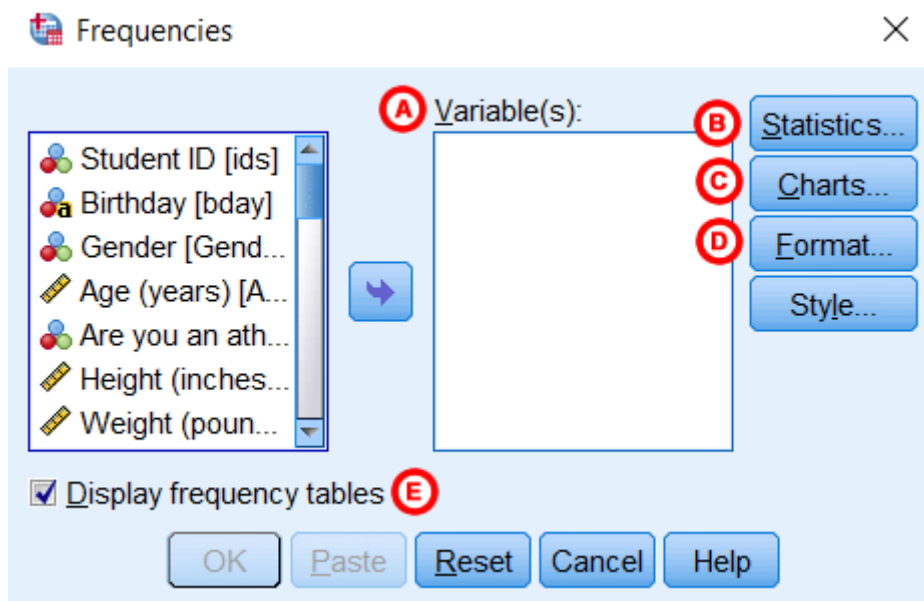 Frequencies
A Variable(s):
B Statistics...
C Charts...
D Format...
Style...
Student ID [ids]
a Birthday [bday]
Gender [Gend...
Age (years) [A...
Are you an ath...
Height (inches...
Weight (poun...
Display frequency tables E
OK Paste Reset Cancel Help